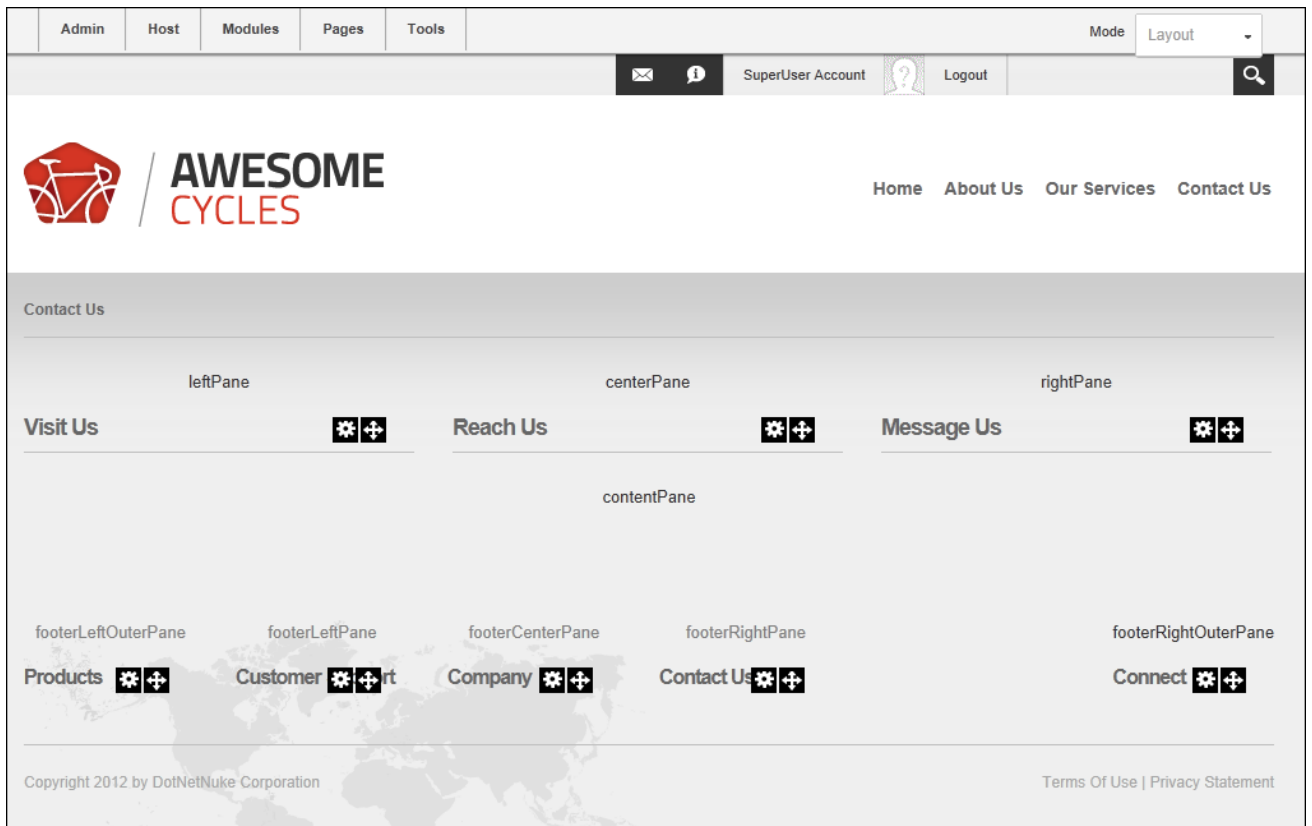 Admin Host Modules Pages Tools Mode Layout
SuperUser Account Logout
AWESOME
CYCLES
Home About Us Our Services Contact Us
Contact Us
leftPane centerPane rightPane
Visit Us Reach Us Message Us
contentPane
footerLeftOuterPane footerLeftPane footerCenterPane footerRightPane footerRightOuterPane
Products Customer rt Company Contact Us Connect
Copyright 2012 by DotNetNuke Corporation Terms Of Use | Privacy Statement